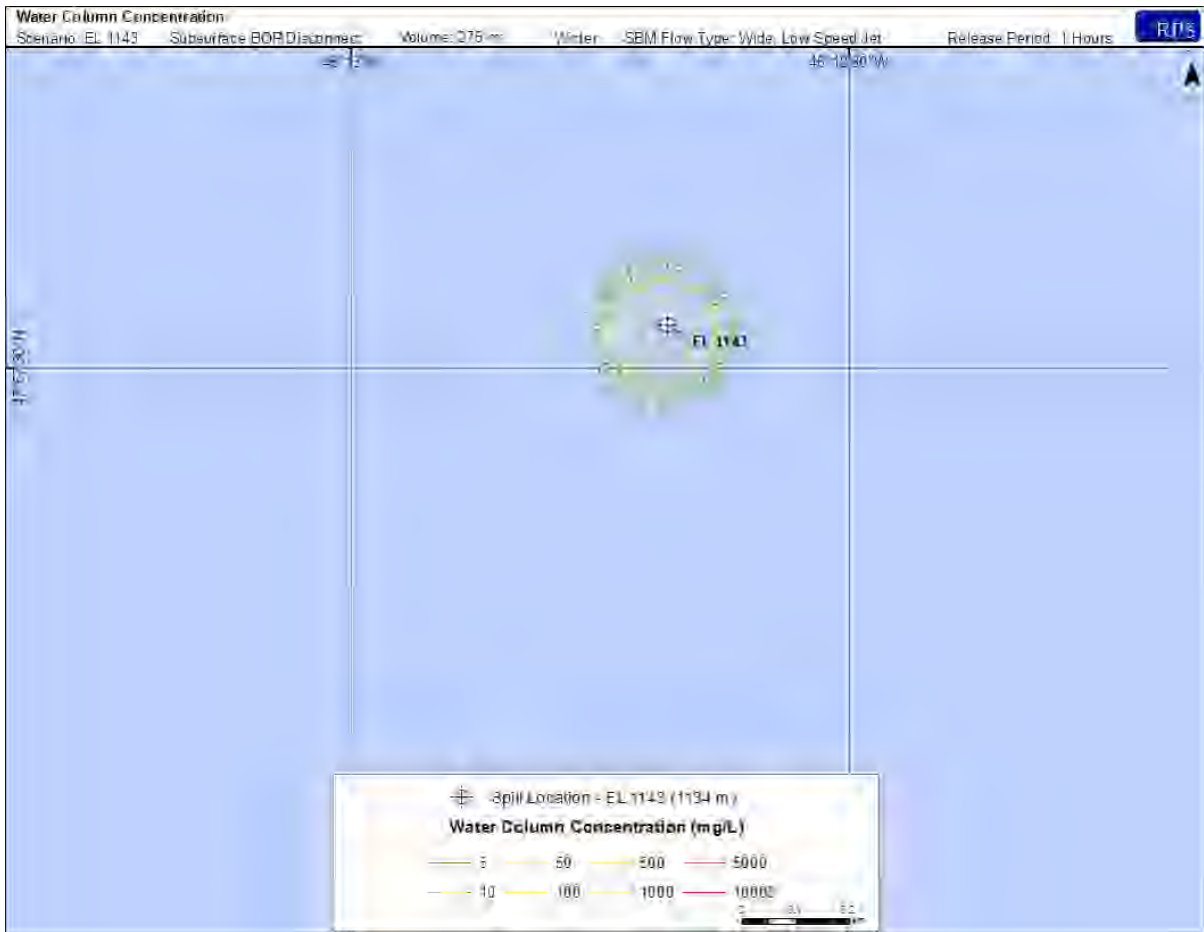 Water Column Concentration
Scenario: EL 1143 Subsurface BOP Disconnect Volume: 275 m Winter SBM Flow Type: Wide, Low Speed Jet Release Period: 1 Hours RPS
EL 1143
Spill Location - EL 1143 (1134 m)
Water Column Concentration (mg/L)
5 50 500 5000
10 100 1000 10000